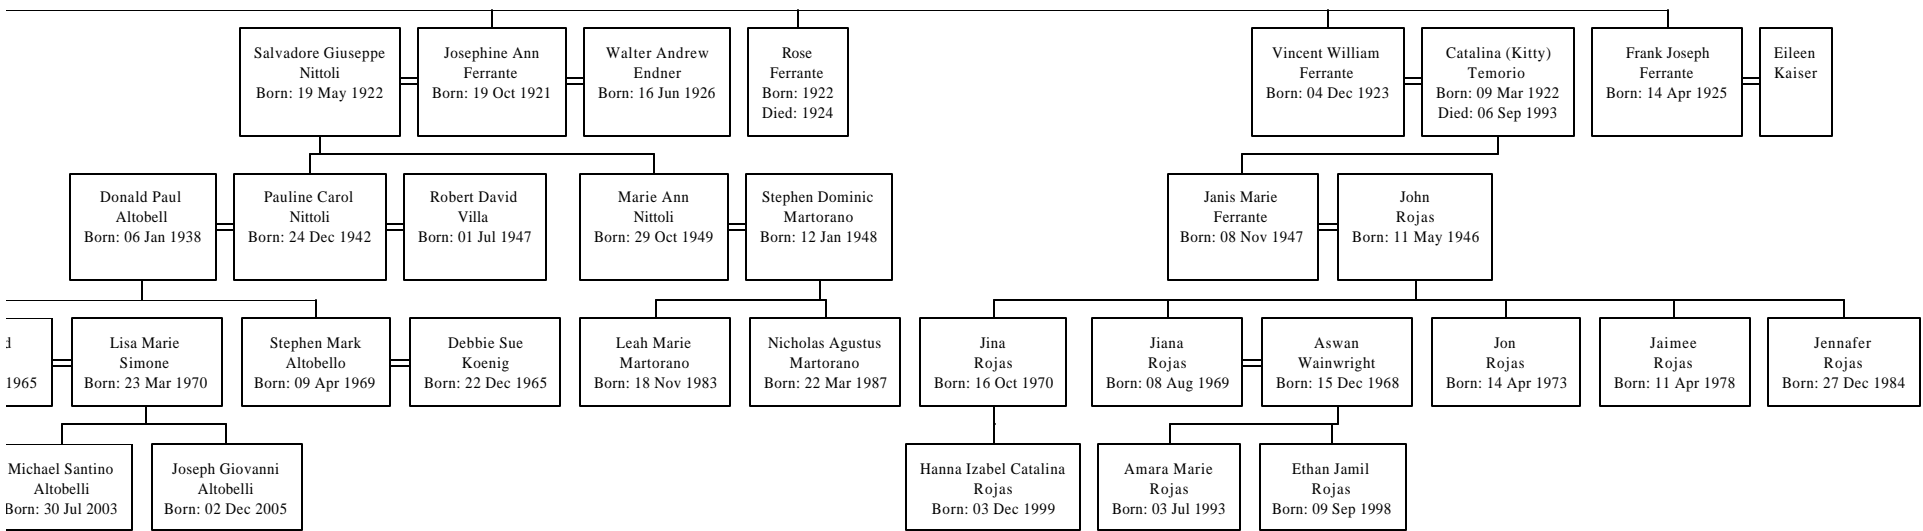 Salvadore Giuseppe
Nittoli
Born: 19 May 1922
Josephine Ann
Ferrante
Born: 19 Oct 1921
Walter Andrew
Endner
Born: 16 Jun 1926
Rose
Ferrante
Born: 1922
Died: 1924
Vincent William
Ferrante
Born: 04 Dec 1923
Catalina (Kitty)
Temorio
Born: 09 Mar 1922
Died: 06 Sep 1993
Frank Joseph
Ferrante
Born: 14 Apr 1925
Eileen
Kaiser
Donald Paul
Altobell
Born: 06 Jan 1938
Pauline Carol
Nittoli
Born: 24 Dec 1942
Robert David
Villa
Born: 01 Jul 1947
Marie Ann
Nittoli
Born: 29 Oct 1949
Stephen Dominic
Martorano
Born: 12 Jan 1948
Janis Marie
Ferrante
Born: 08 Nov 1947
John
Rojas
Born: 11 May 1946
d
1965
Lisa Marie
Simone
Born: 23 Mar 1970
Stephen Mark
Altobello
Born: 09 Apr 1969
Debbie Sue
Koenig
Born: 22 Dec 1965
Leah Marie
Martorano
Born: 18 Nov 1983
Nicholas Agustus
Martorano
Born: 22 Mar 1987
Jina
Rojas
Born: 16 Oct 1970
Jiana
Rojas
Born: 08 Aug 1969
Aswan
Wainwright
Born: 15 Dec 1968
Jon
Rojas
Born: 14 Apr 1973
Jaimee
Rojas
Born: 11 Apr 1978
Jennafer
Rojas
Born: 27 Dec 1984
Michael Santino
Altobelli
Born: 30 Jul 2003
Joseph Giovanni
Altobelli
Born: 02 Dec 2005
Hanna Izabel Catalina
Rojas
Born: 03 Dec 1999
Amara Marie
Rojas
Born: 03 Jul 1993
Ethan Jamil
Rojas
Born: 09 Sep 1998